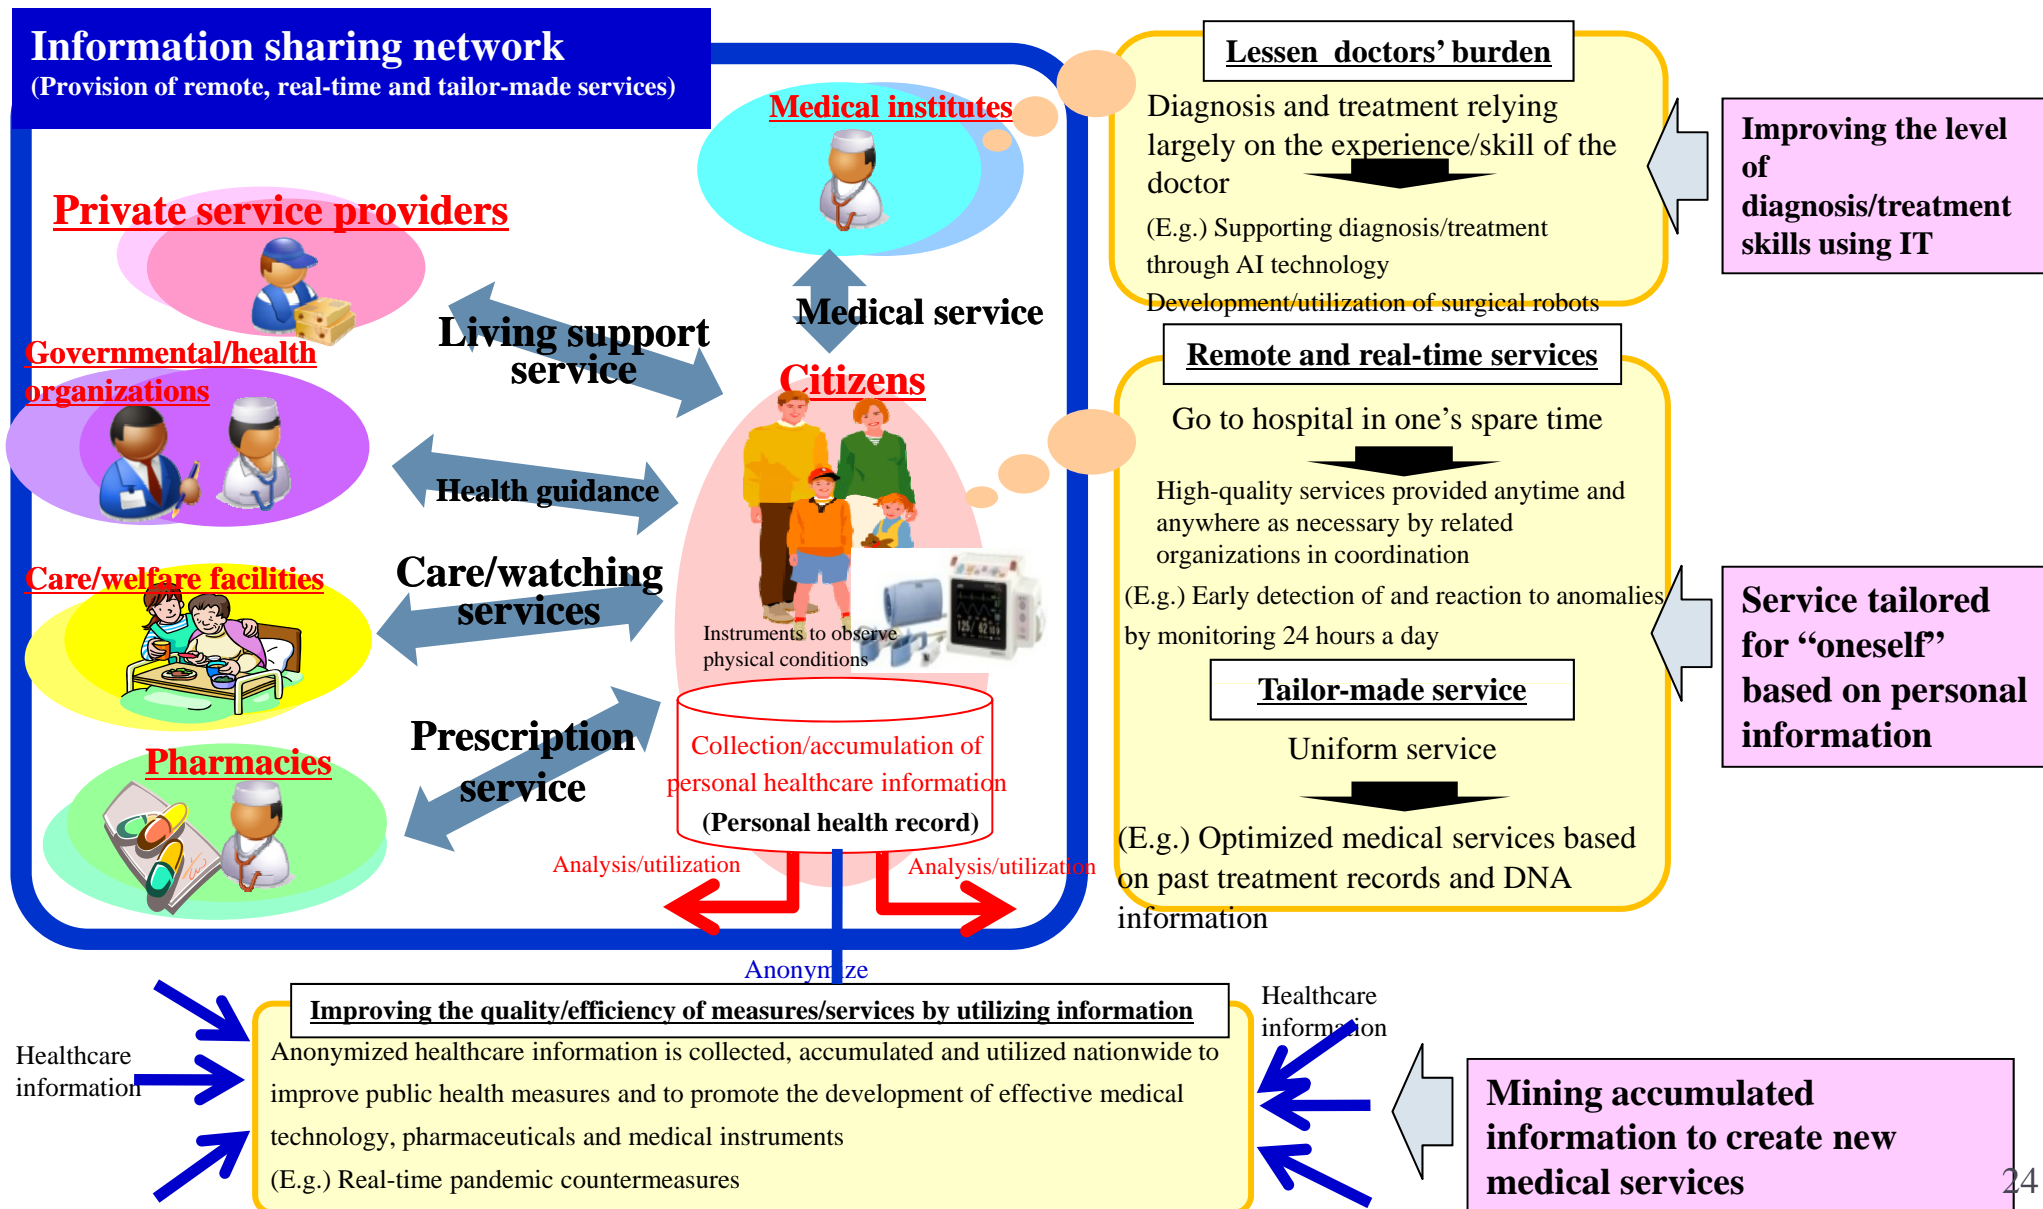 Information sharing network
(Provision of remote, real-time and tailor-made services)
Medical institutes
Private service providers
Governmental/health
organizations
Care/welfare facilities
Pharmacies
Living support
service
Medical service
Health guidance
Care/watching
services
Prescription
service
Citizens
Instruments to observe
physical conditions
Collection/accumulation of
personal healthcare information
(Personal health record)
Analysis/utilization
Analysis/utilization
Anonymize
Lessen doctors' burden
Diagnosis and treatment relying
largely on the experience/skill of the
doctor
(E.g.) Supporting diagnosis/treatment
through AI technology
Development/utilization of surgical robots
Improving the level
of
diagnosis/treatment
skills using IT
Remote and real-time services
Go to hospital in one's spare time
High-quality services provided anytime and
anywhere as necessary by related
organizations in coordination
(E.g.) Early detection of and reaction to anomalies
by monitoring 24 hours a day
Tailor-made service
Uniform service
(E.g.) Optimized medical services based
on past treatment records and DNA
information
Service tailored
for “oneself”
based on personal
information
Healthcare
information
Improving the quality/efficiency of measures/services by utilizing information
Anonymized healthcare information is collected, accumulated and utilized nationwide to
improve public health measures and to promote the development of effective medical
technology, pharmaceuticals and medical instruments
(E.g.) Real-time pandemic countermeasures
Healthcare
information
Mining accumulated
information to create new
medical services
24